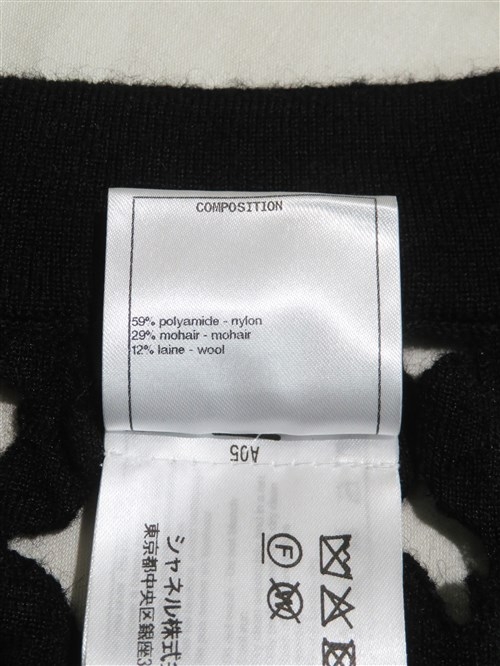 COMPOSITION
59% polyamide - nylon
29% mohair - mohair
12% laine - wool
A05
シャネル株式
東京都中央区銀座3
F
W